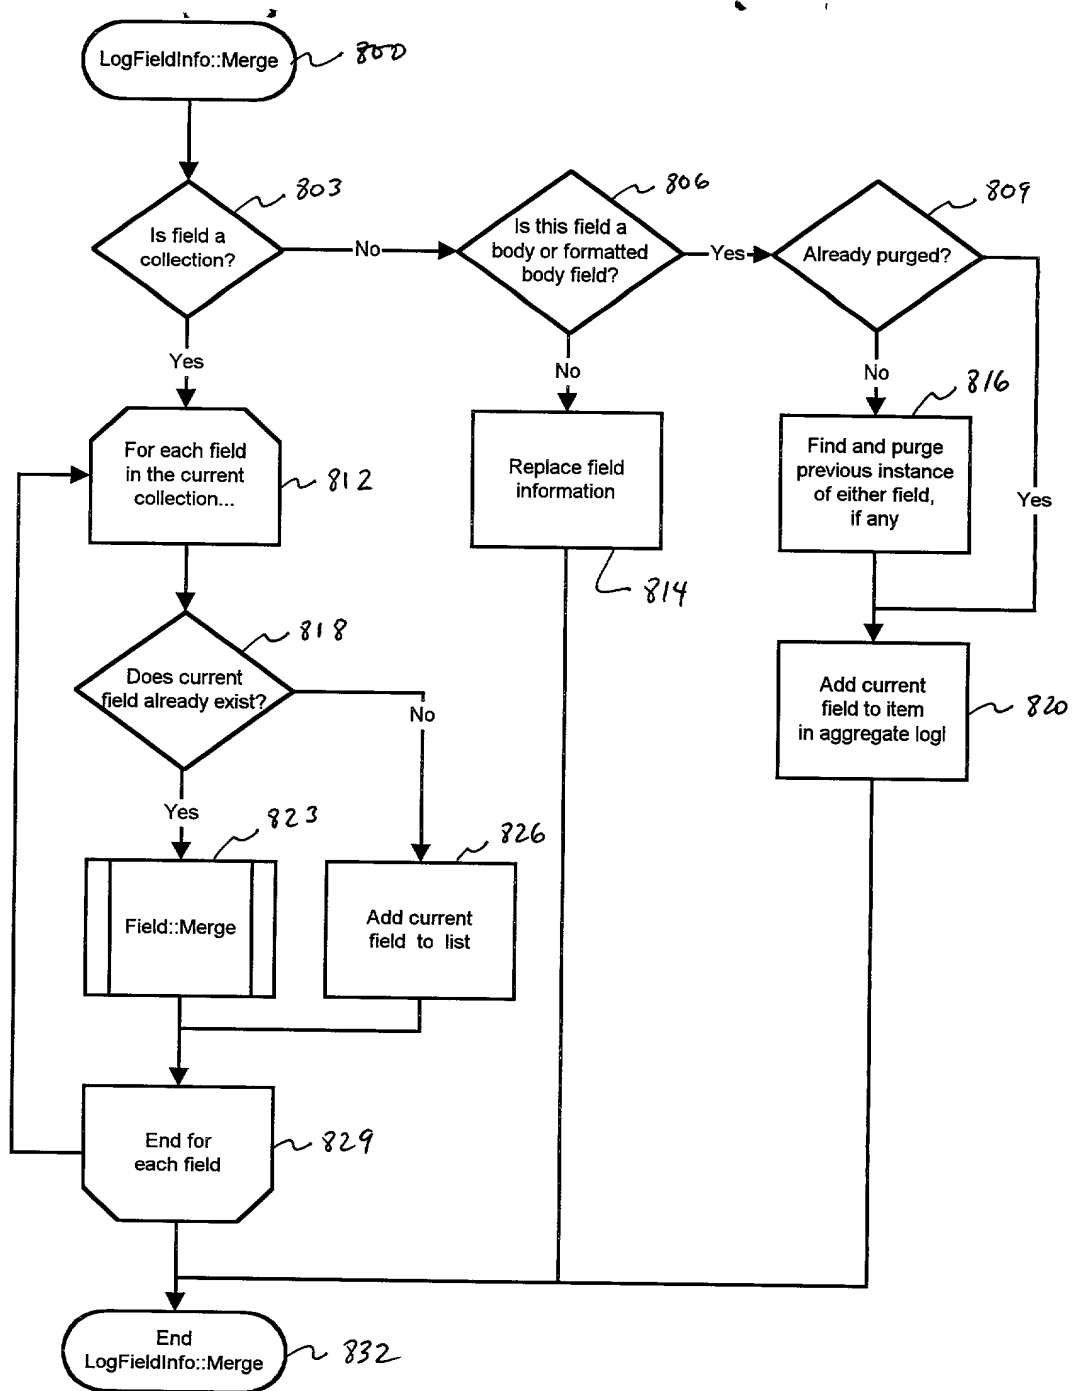 LogFieldInfo::Merge
800
803
Is field a
collection?
No
806
Is this field a
body or formatted
body field?
Yes
809
Already purged?
Yes
No
No
Yes
816
For each field
in the current
collection...
812
Replace field
information
814
Find and purge
previous instance
of either field,
if any
Yes
818
Does current
field already exist?
No
Add current
field to item
in aggregate logl
820
Yes
823
Field::Merge
826
Add current
field to list
End for
each field
829
End
LogFieldInfo::Merge
832